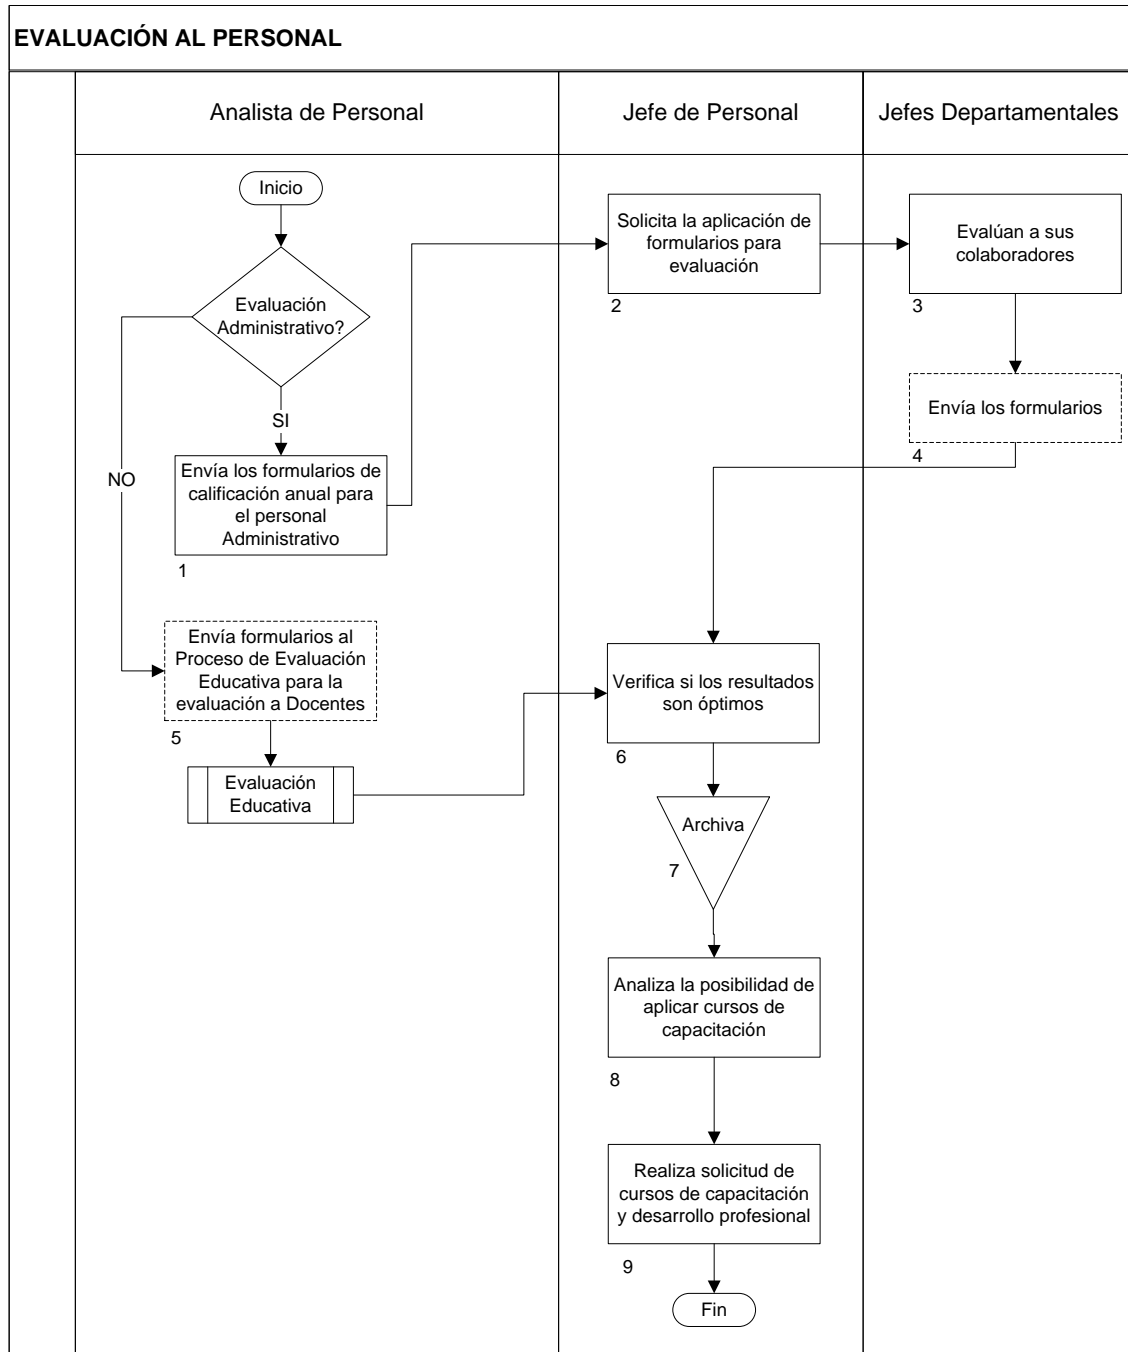 EVALUACIÓN AL PERSONAL
Analista de Personal
Jefe de Personal
Jefes Departamentales
Inicio
Evaluación
Administrativo?
SI
NO
Envía los formularios de
calificación anual para
el personal
Administrativo
1
Solicita la aplicación de
formularios para
evaluación
2
Evalúan a sus
colaboradores
3
Envía los formularios
4
Envía formularios al
Proceso de Evaluación
Educativa para la
evaluación a Docentes
5
Evaluación
Educativa
Verifica si los resultados
son óptimos
6
Archiva
7
Analiza la posibilidad de
aplicar cursos de
capacitación
8
Realiza solicitud de
cursos de capacitación
y desarrollo profesional
9
Fin